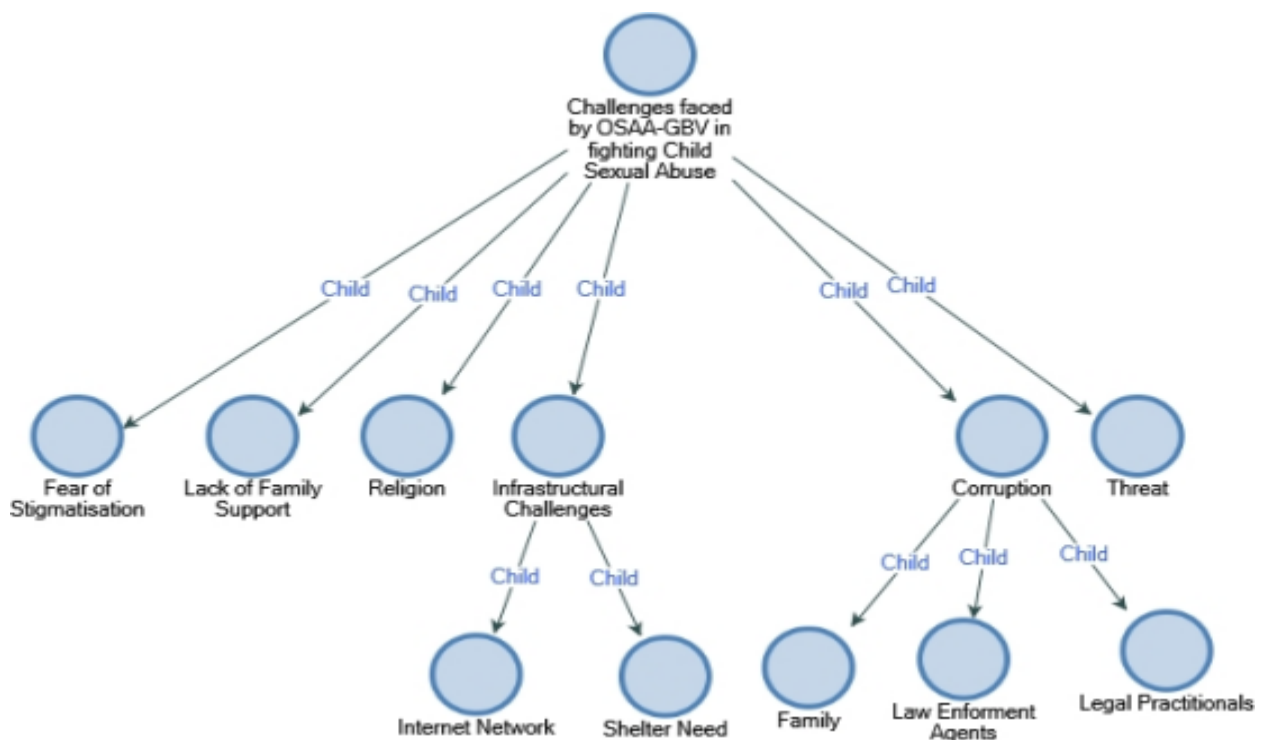 Challenges faced
by OSAA-GBV in
fighting Child
Sexual Abuse
Child
Child
Child
Child
Child
Child
Fear of
Stigmatisation
Lack of Family
Support
Religion
Infrastructural
Challenges
Corruption
Threat
Child
Child
Child
Child
Child
Internet Network
Shelter Need
Family
Law Enforment
Agents
Legal Practitionals